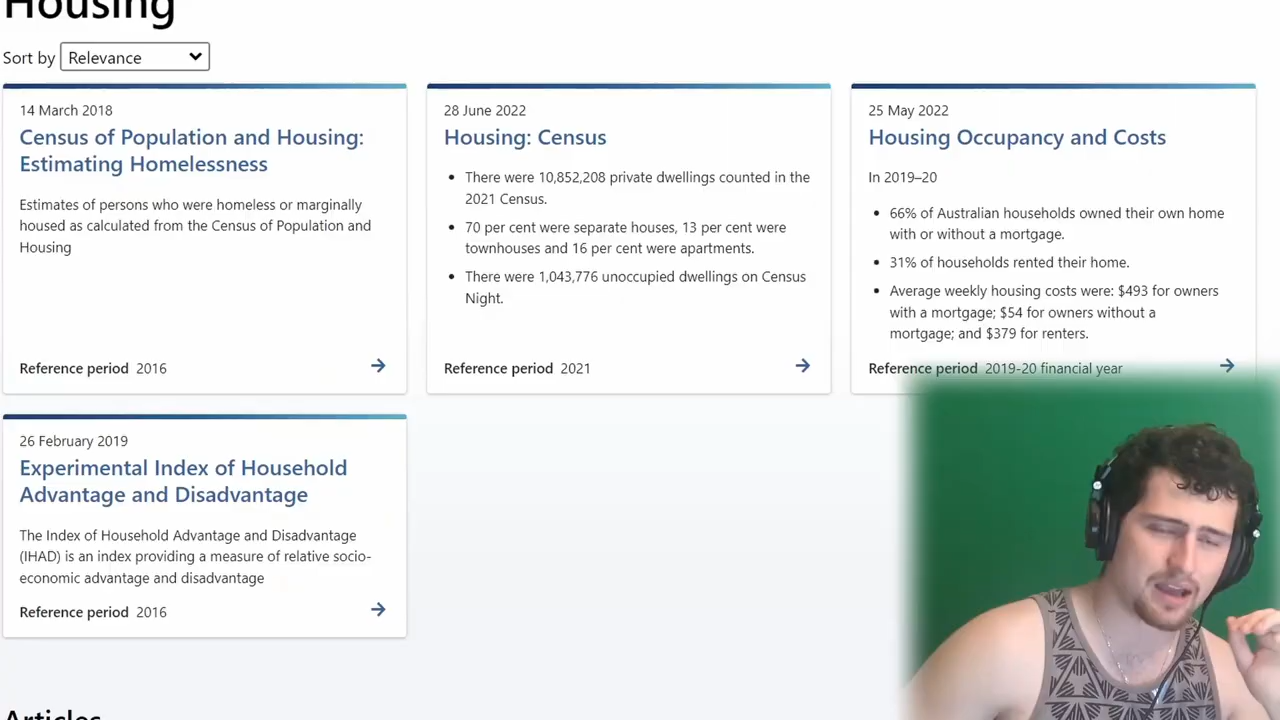 Housing
Sort by Relevance
14 March 2018
Census of Population and Housing:
Estimating Homelessness
Estimates of persons who were homeless or marginally
housed as calculated from the Census of Population and
Housing
Reference period 2016
28 June 2022
Housing: Census
There were 10,852,208 private dwellings counted in the
2021 Census.
70 per cent were separate houses, 13 per cent were
townhouses and 16 per cent were apartments.
There were 1,043,776 unoccupied dwellings on Census
Night.
Reference period 2021
25 May 2022
Housing Occupancy and Costs
In 2019–20
66% of Australian households owned their own home
with or without a mortgage.
31% of households rented their home.
Average weekly housing costs were: $493 for owners
with a mortgage; $54 for owners without a
mortgage; and $379 for renters.
Reference period 2019-20 financial year
26 February 2019
Experimental Index of Household
Advantage and Disadvantage
The Index of Household Advantage and Disadvantage
(IHAD) is an index providing a measure of relative socio-
economic advantage and disadvantage
Reference period 2016
Articles